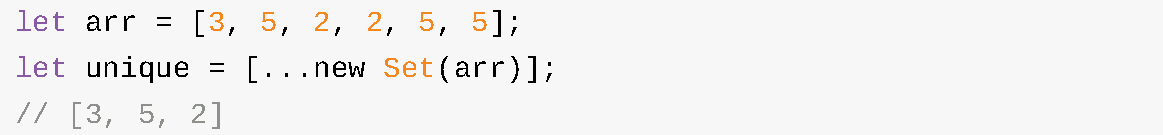 let arr = [3, 5, 2, 2, 5, 5];
let unique = [...new Set(arr)];
// [3, 5, 2]